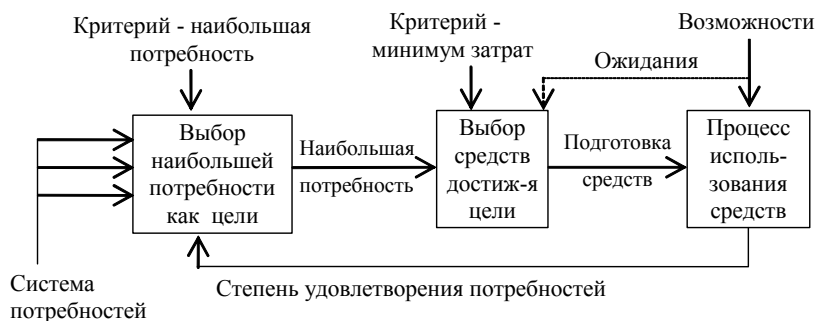 Критерий - наибольшая
потребность
Критерий -
минимум затрат
Возможности
Ожидания
Выбор
наибольшей
потребности
как цели
Наибольшая
потребность
Выбор
средств
достиж-я
цели
Подготовка
средств
Процесс
исполь-
зования
средств
Система
потребностей
Степень удовлетворения потребностей